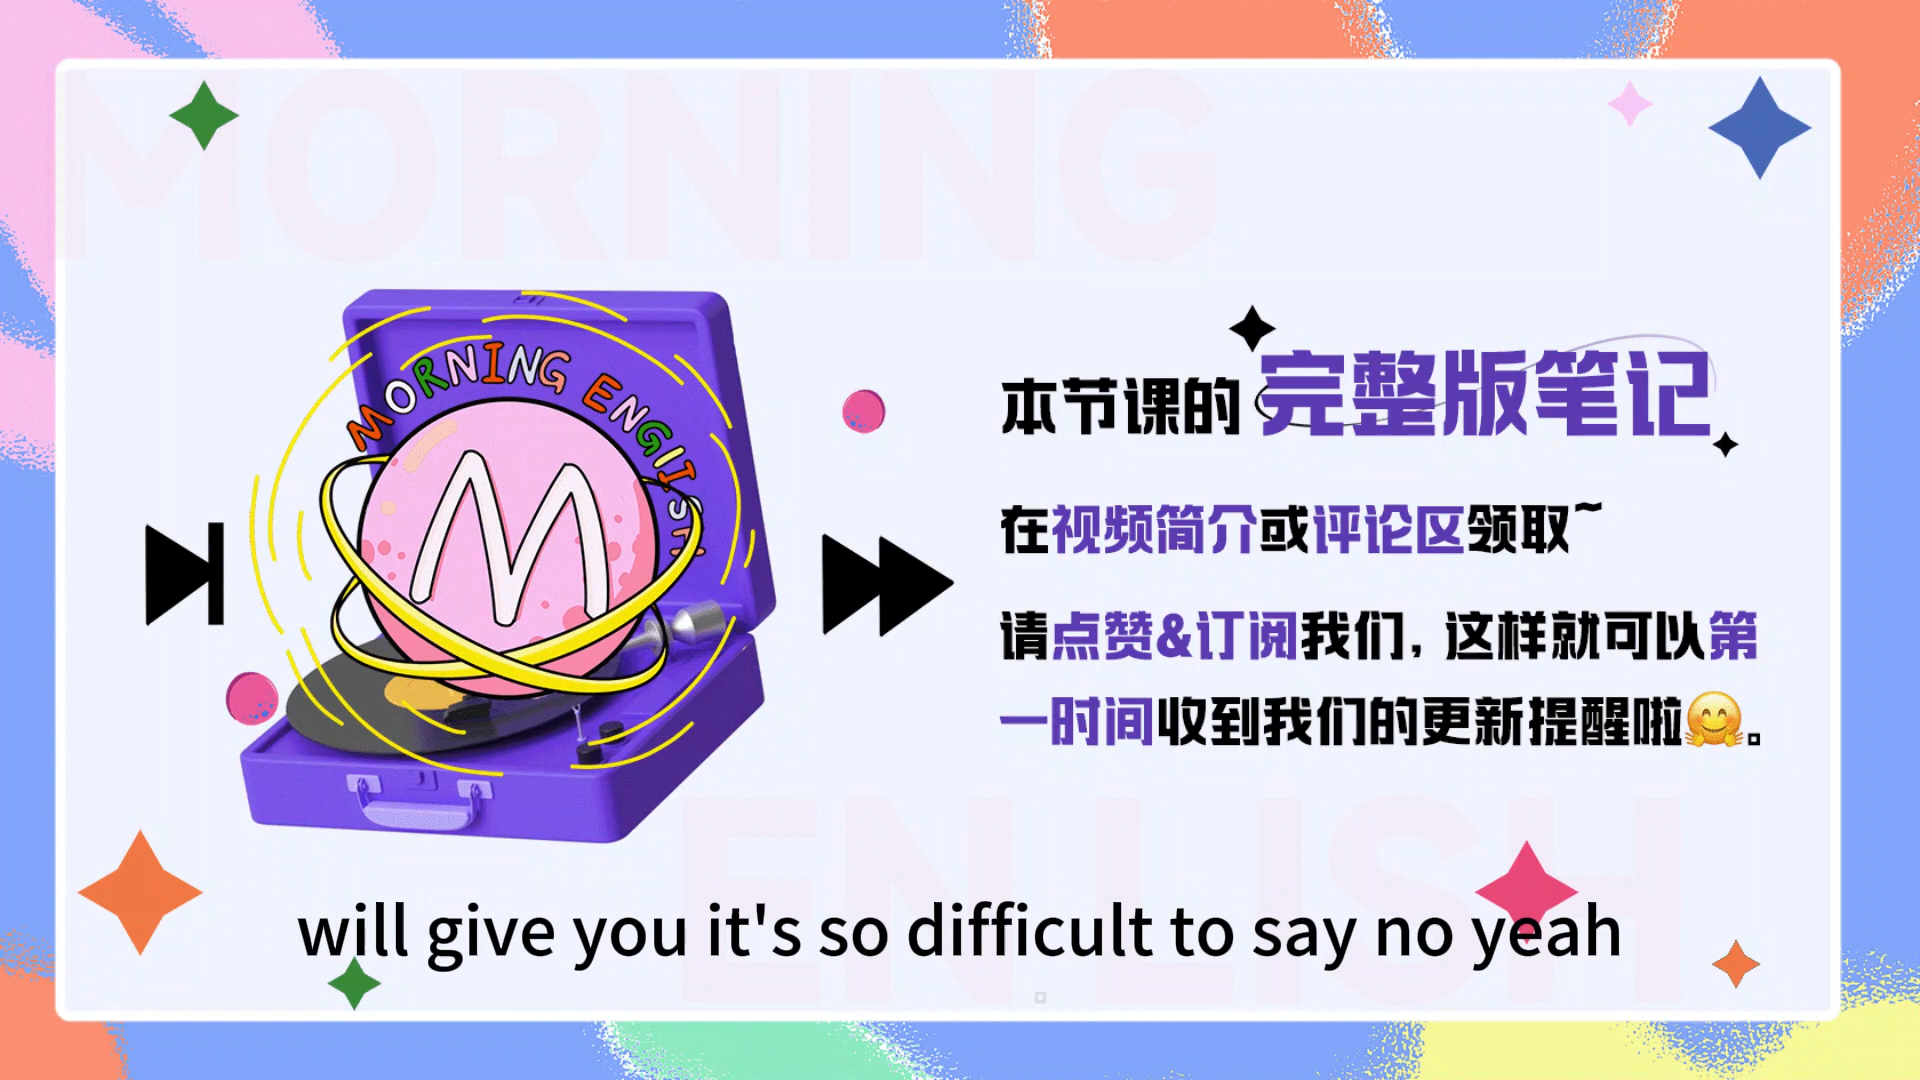 MORNING
MORNING ENGLISH
M
本节课的完整版笔记
在视频简介或评论区领取~
请点赞&订阅我们，这样就可以第
一时间收到我们的更新提醒啦🤗。
EN LISH
will give you it's so difficult to say no yeah